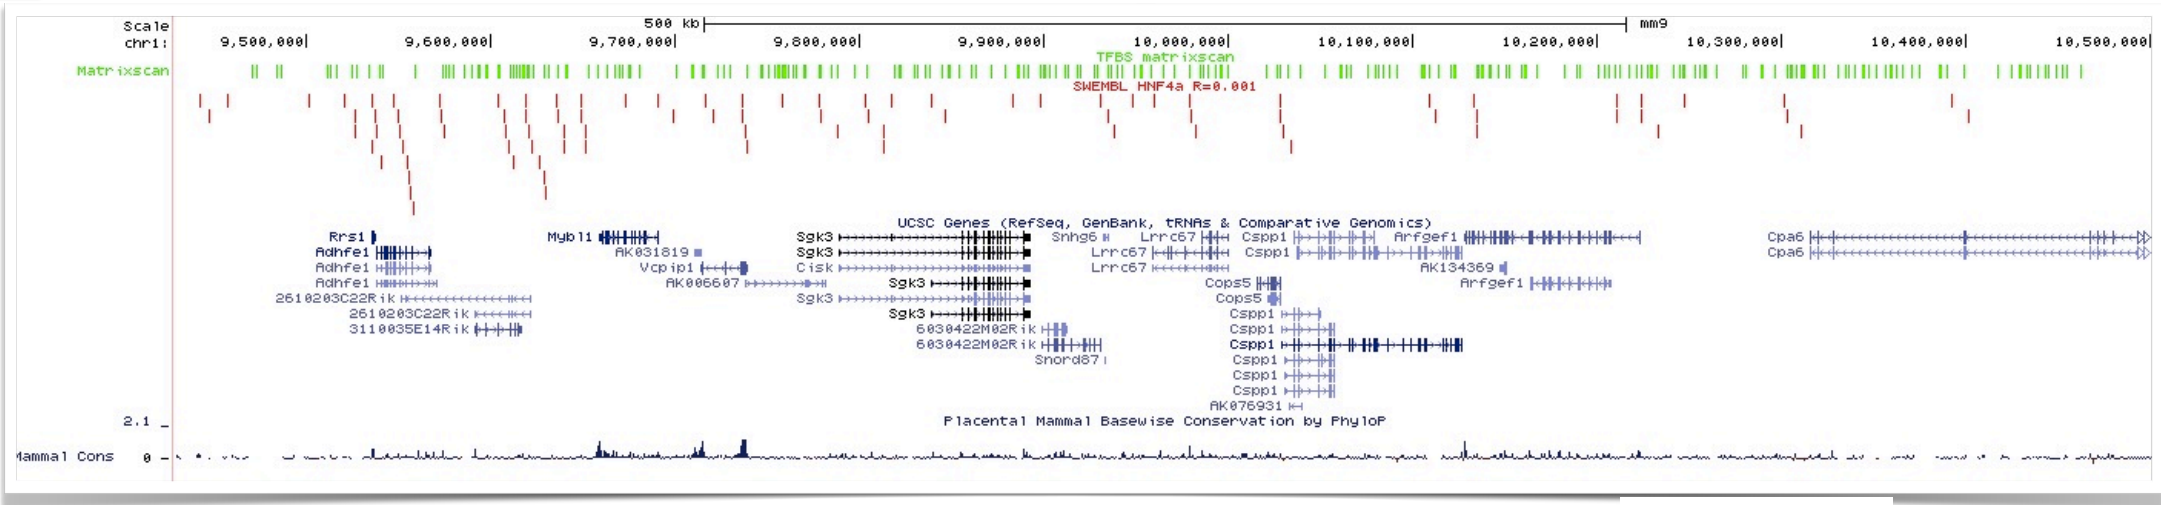 Scale 500 kb mm9
chr1: 9,500,000 9,600,000 9,700,000 9,800,000 9,900,000 10,000,000 10,100,000 10,200,000 10,300,000 10,400,000 10,500,000
TFBS matrixscan
Matrixscan
SWEMBL HNF4a R=0.001
UCSC Genes (RefSeq, GenBank, tRNAs & Comparative Genomics)
Rrs1 Mybl1 Sgk3 Snhg6 Lrrc67 Cspp1 Arfgef1 Cpa6
Adhfe1 AK031819 Sgk3 Lrrc67 Cspp1 Cpa6
Adhfe1 Vcpip1 Cisk Lrrc67 AK134369
Adhfe1 AK006607 Sgk3 Cops5 Arfgef1
2610203C22Rik Sgk3 Cops5
2610203C22Rik Sgk3 Cspp1
3110035E14Rik 6030422M02Rik Cspp1
6030422M02Rik Cspp1
Snord87 Cspp1
Cspp1
Cspp1
AK076931
2.1 _ Placental Mammal Basewise Conservation by PhyloP
Mammal Cons 0 _